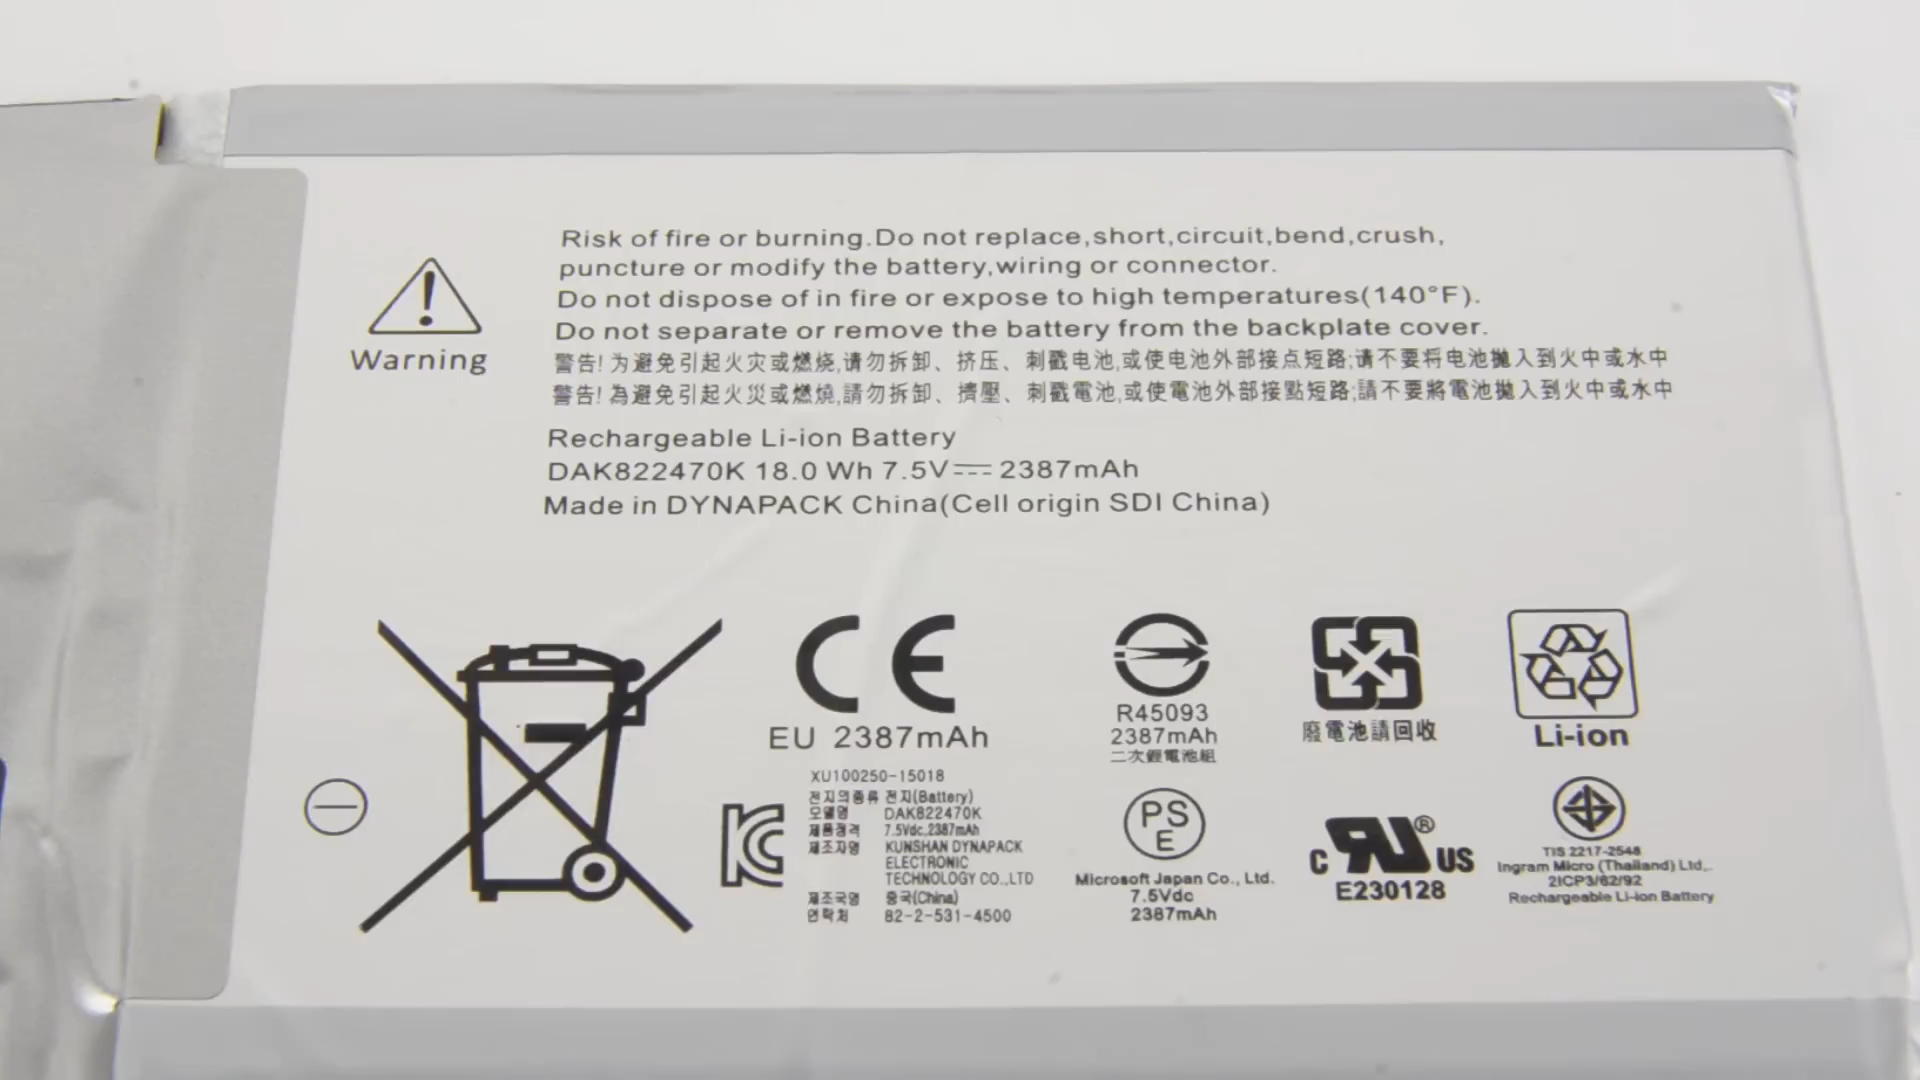 Risk of fire or burning.Do not replace,short,circuit,bend,crush,
puncture or modify the battery,wiring or connector.
Do not dispose of in fire or expose to high temperatures(140°F).
Do not separate or remove the battery from the backplate cover.
警告! 为避免引起火灾或燃烧,请勿拆卸、挤压、刺戳电池,或使电池外部接点短路;请不要将电池拋入到火中或水中
警告! 為避免引起火災或燃燒,請勿拆卸、擠壓、刺戳電池,或使電池外部接點短路;請不要將電池拋入到火中或水中
Warning
Rechargeable Li-ion Battery
DAK822470K 18.0 Wh 7.5V⎓2387mAh
Made in DYNAPACK China(Cell origin SDI China)
CE
EU 2387mAh
R45093
2387mAh
二次鋰電池組
廢電池請回收
Li-ion
XU100250-15018
전지의종류 전지(Battery)
모델명 DAK822470K
제품정격 7.5Vdc,2387mAh
제조자명 KUNSHAN DYNAPACK
ELECTRONIC
TECHNOLOGY CO.,LTD
제조국명 중국(China)
연락처 82-2-531-4500
PS
E
Microsoft Japan Co., Ltd.
7.5Vdc
2387mAh
C RU® US
E230128
TIS 2217-2548
Ingram Micro (Thailand) Ltd,.
2ICP3/82/92
Rechargeable Li-ion Battery